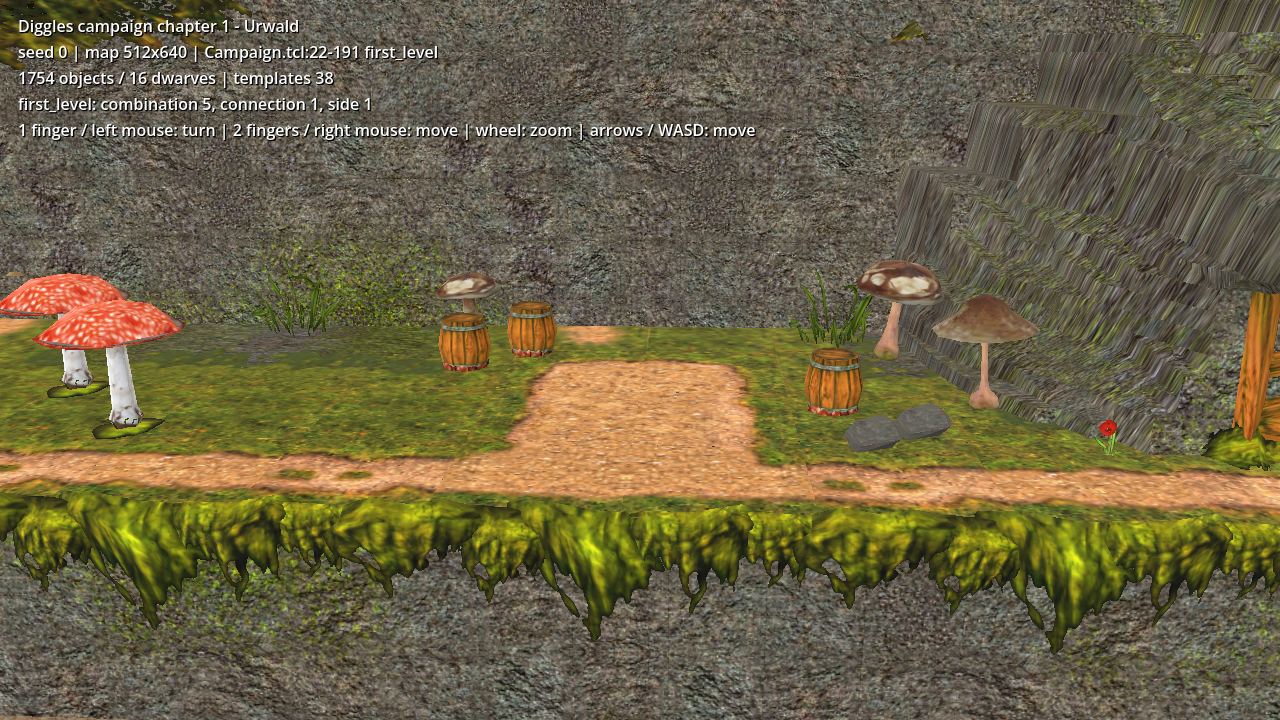 Diggles campaign chapter 1 - Urwald
seed 0 | map 512x640 | Campaign.tcl:22-191 first_level
1754 objects / 16 dwarves | templates 38
first_level: combination 5, connection 1, side 1
1 finger / left mouse: turn | 2 fingers / right mouse: move | wheel: zoom | arrows / WASD: move